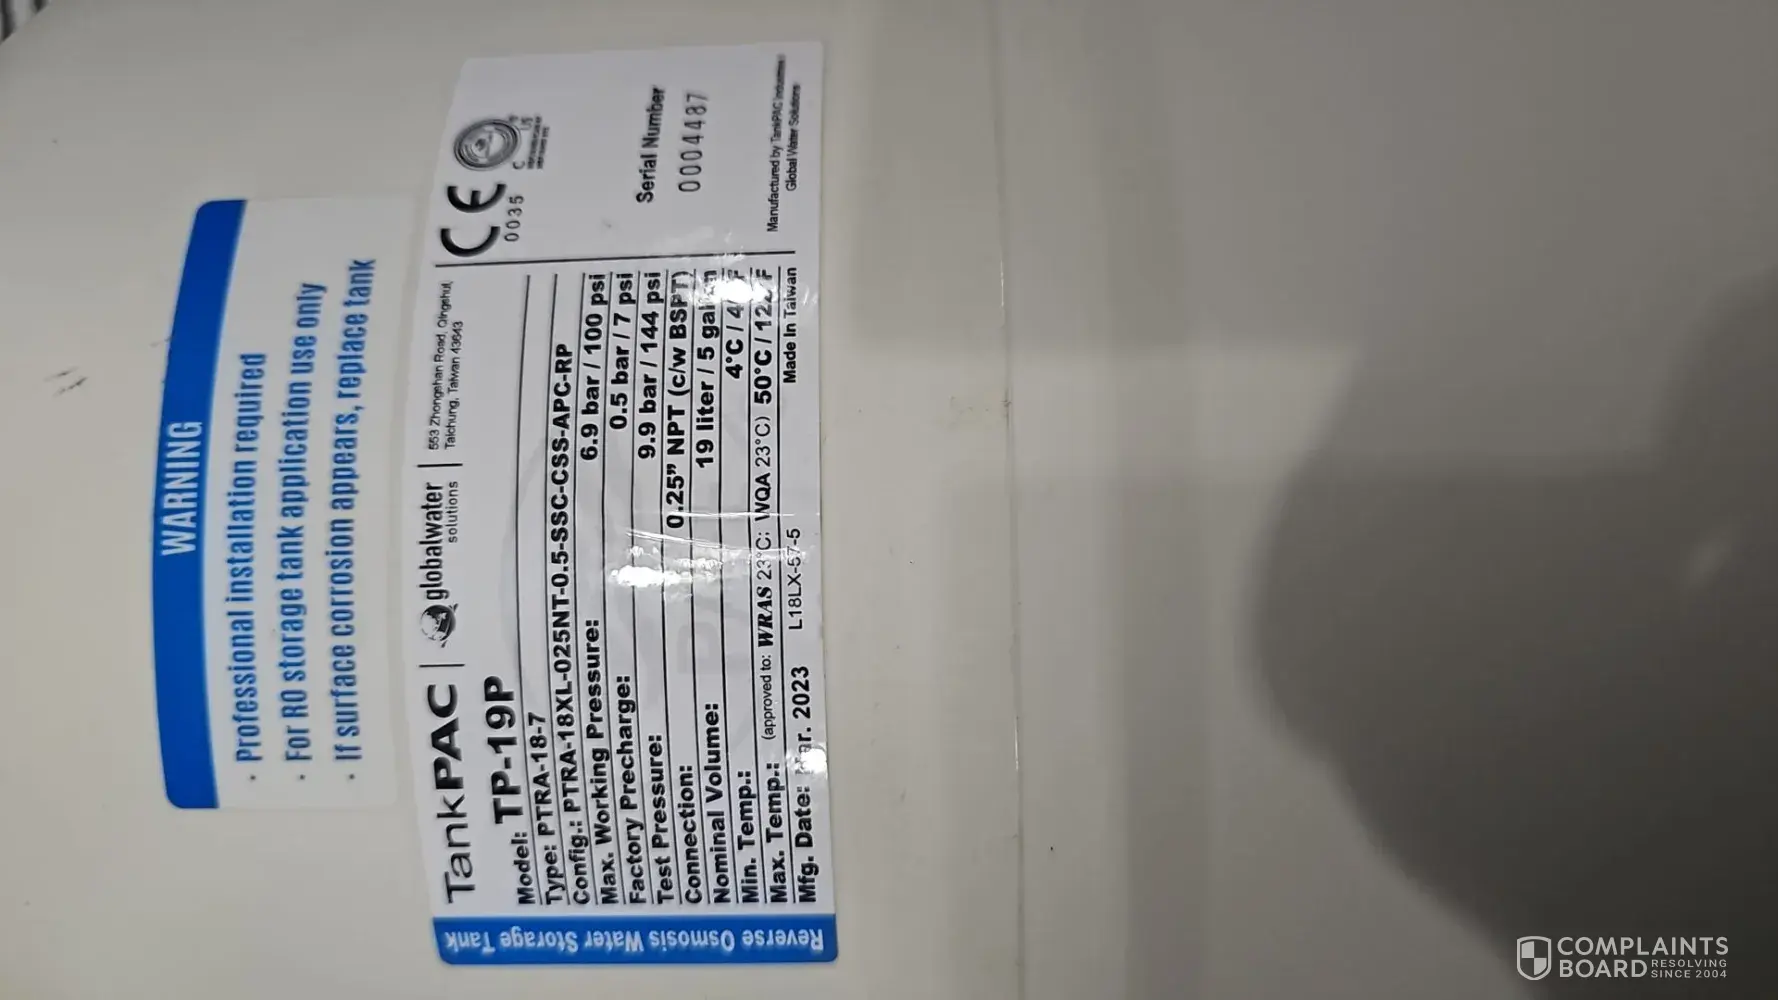 WARNING
· Professional installation required
· For RO storage tank application use only
· If surface corrosion appears, replace tank
TankPAC
globalwater
solutions
553 Zhongshan Road, Qingshui,
Taichung, Taiwan 43643
CE
0035
C US
Model: TP-19P
Type: PTRA-18-7
Config.: PTRA-18XL-025NT-0.5-SSC-CSS-APC-RP
Max. Working Pressure: 6.9 bar / 100 psi
Factory Precharge: 0.5 bar / 7 psi
Test Pressure: 9.9 bar / 144 psi
Connection: 0.25” NPT (c/w BSPT)
Nominal Volume: 19 liter / 5 gallon
Min. Temp.: 4°C /
Max. Temp.: (approved to: WRAS 23°C; WQA 23°C) 50°C /
Mfg. Date: 2023 L18LX-57-5 Made In Taiwan
Serial Number
0004487
Manufactured by TankPAC Industries
Global Water Solutions
Reverse Osmosis Water Storage Tank
COMPLAINTS
BOARD RESOLVING
SINCE 2004